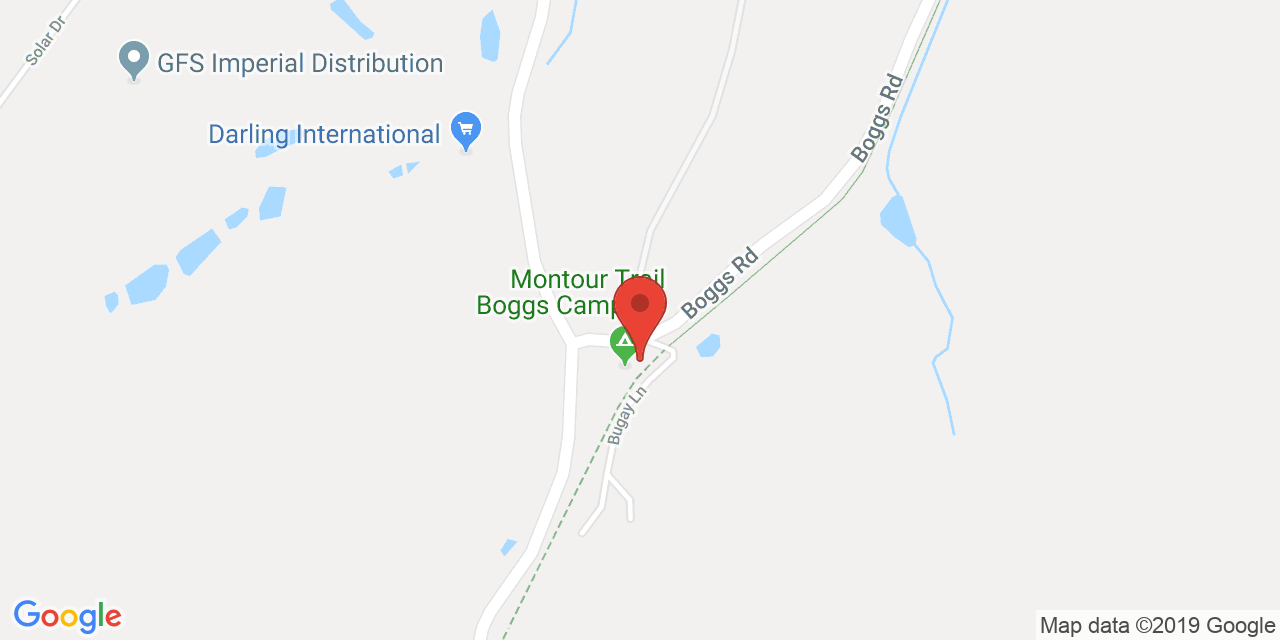 Solar Dr
GFS Imperial Distribution
Darling International
Boggs Rd
Montour Trail
Boggs Camp
Boggs Rd
Bugay Ln
Google
Map data ©2019 Google